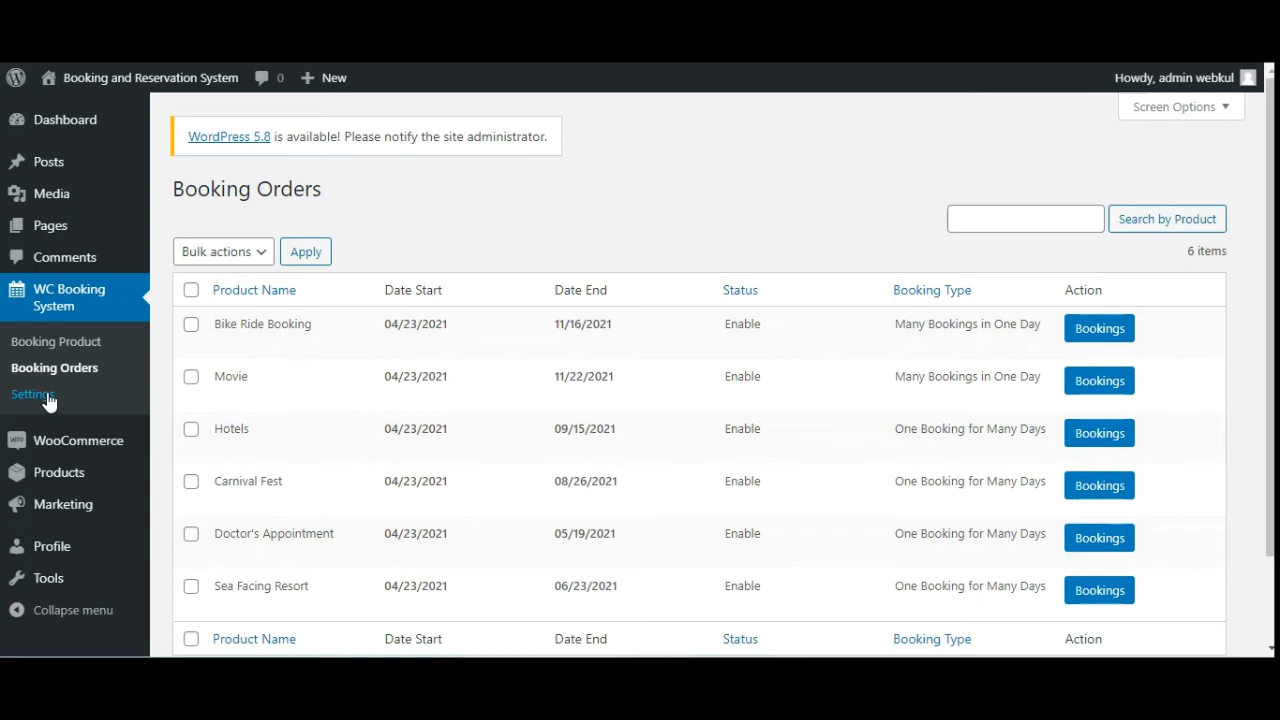 Booking and Reservation System 0 New Howdy, admin webkul
Screen Options
Dashboard
Posts
Media
Pages
Comments
WC Booking
System
Booking Product
Booking Orders
Settings
WooCommerce
Products
Marketing
Profile
Tools
Collapse menu
WordPress 5.8 is available! Please notify the site administrator.
Booking Orders
Search by Product
Bulk actions Apply 6 items
Product Name Date Start Date End Status Booking Type Action
Bike Ride Booking 04/23/2021 11/16/2021 Enable Many Bookings in One Day Bookings
Movie 04/23/2021 11/22/2021 Enable Many Bookings in One Day Bookings
Hotels 04/23/2021 09/15/2021 Enable One Booking for Many Days Bookings
Carnival Fest 04/23/2021 08/26/2021 Enable One Booking for Many Days Bookings
Doctor's Appointment 04/23/2021 05/19/2021 Enable One Booking for Many Days Bookings
Sea Facing Resort 04/23/2021 06/23/2021 Enable One Booking for Many Days Bookings
Product Name Date Start Date End Status Booking Type Action